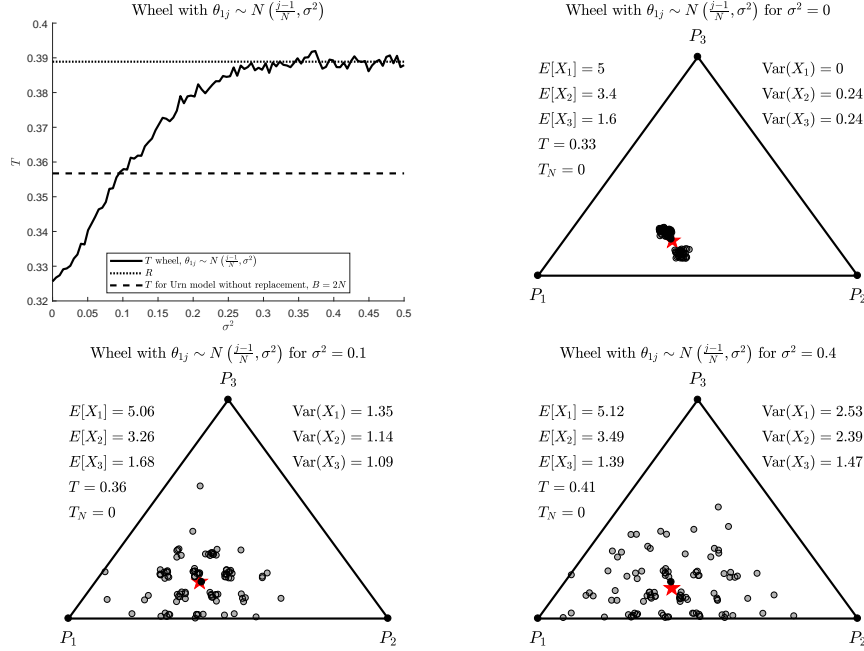 Wheel with θ₁ⱼ ∼ N((j−1)/N, σ²)
0.4
0.39
0.38
0.37
0.36
0.35
0.34
0.33
0.32
T
0 0.05 0.1 0.15 0.2 0.25 0.3 0.35 0.4 0.45 0.5
σ²
T wheel, θ₁ⱼ ∼ N((j−1)/N, σ²)
R
T for Urn model without replacement, B = 2N
Wheel with θ₁ⱼ ∼ N((j−1)/N, σ²) for σ² = 0
P₃
E[X₁] = 5 Var(X₁) = 0
E[X₂] = 3.4 Var(X₂) = 0.24
E[X₃] = 1.6 Var(X₃) = 0.24
T = 0.33
T_N = 0
P₁ P₂
Wheel with θ₁ⱼ ∼ N((j−1)/N, σ²) for σ² = 0.1
P₃
E[X₁] = 5.06 Var(X₁) = 1.35
E[X₂] = 3.26 Var(X₂) = 1.14
E[X₃] = 1.68 Var(X₃) = 1.09
T = 0.36
T_N = 0
P₁ P₂
Wheel with θ₁ⱼ ∼ N((j−1)/N, σ²) for σ² = 0.4
P₃
E[X₁] = 5.12 Var(X₁) = 2.53
E[X₂] = 3.49 Var(X₂) = 2.39
E[X₃] = 1.39 Var(X₃) = 1.47
T = 0.41
T_N = 0
P₁ P₂